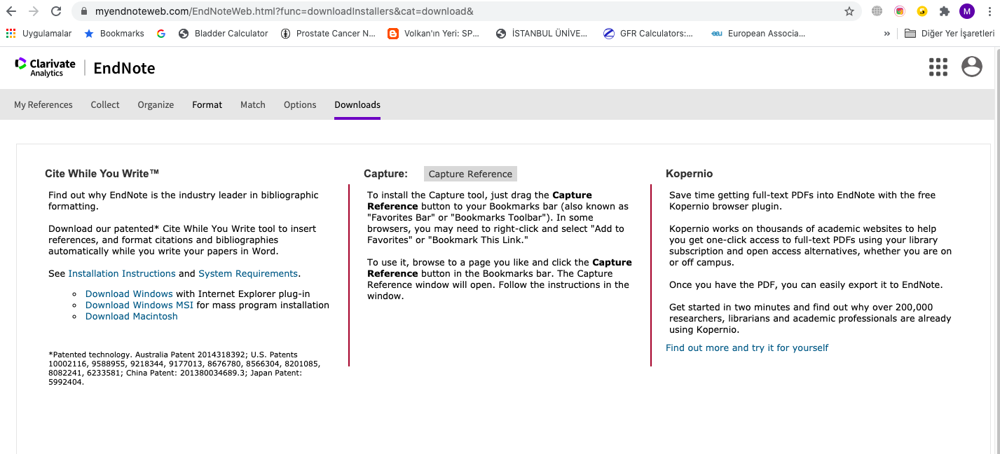 myendnoteweb.com/EndNoteWeb.html?func=downloadInstallers&cat=download&
M
Uygulamalar
Bookmarks
Bladder Calculator
Prostate Cancer N...
Volkan'ın Yeri: SP...
İSTANBUL ÜNİVE...
GFR Calculators:...
European Associa...
»
Diğer Yer İşaretleri
Clarivate
Analytics
EndNote
My References
Collect
Organize
Format
Match
Options
Downloads
Cite While You Write™
Find out why EndNote is the industry leader in bibliographic
formatting.
Download our patented* Cite While You Write tool to insert
references, and format citations and bibliographies
automatically while you write your papers in Word.
See Installation Instructions and System Requirements.
Download Windows with Internet Explorer plug-in
Download Windows MSI for mass program installation
Download Macintosh
*Patented technology. Australia Patent 2014318392; U.S. Patents
10002116, 9588955, 9218344, 9177013, 8676780, 8566304, 8201085,
8082241, 6233581; China Patent: 201380034689.3; Japan Patent:
5992404.
Capture:
Capture Reference
To install the Capture tool, just drag the Capture
Reference button to your Bookmarks bar (also known as
"Favorites Bar" or "Bookmarks Toolbar"). In some
browsers, you may need to right-click and select "Add to
Favorites" or "Bookmark This Link."
To use it, browse to a page you like and click the Capture
Reference button in the Bookmarks bar. The Capture
Reference window will open. Follow the instructions in the
window.
Kopernio
Save time getting full-text PDFs into EndNote with the free
Kopernio browser plugin.
Kopernio works on thousands of academic websites to help
you get one-click access to full-text PDFs using your library
subscription and open access alternatives, whether you are on
or off campus.
Once you have the PDF, you can easily export it to EndNote.
Get started in two minutes and find out why over 200,000
researchers, librarians and academic professionals are already
using Kopernio.
Find out more and try it for yourself